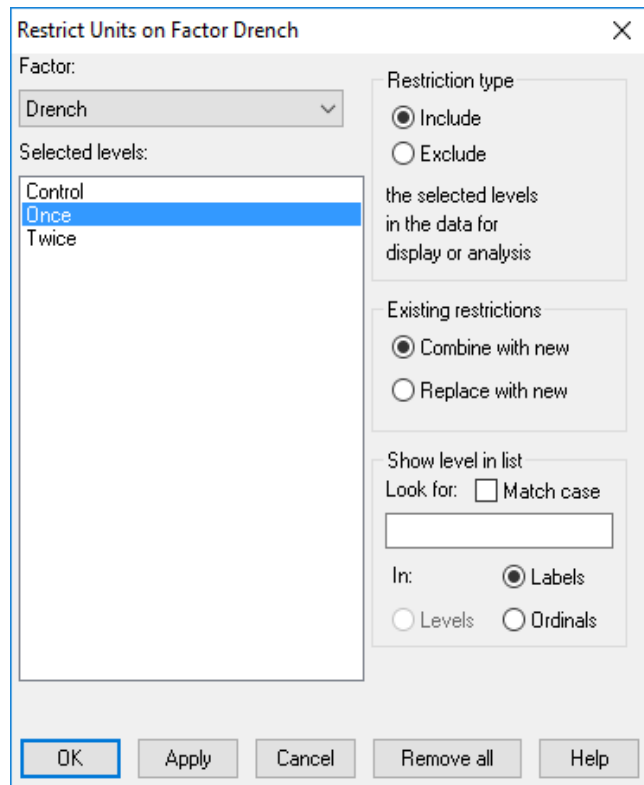 Restrict Units on Factor Drench
Factor:
Drench
Selected levels:
Control
Once
Twice
Restriction type
Include
Exclude
the selected levels
in the data for
display or analysis
Existing restrictions
Combine with new
Replace with new
Show level in list
Look for: Match case
In: Labels
Levels Ordinals
OK Apply Cancel Remove all Help